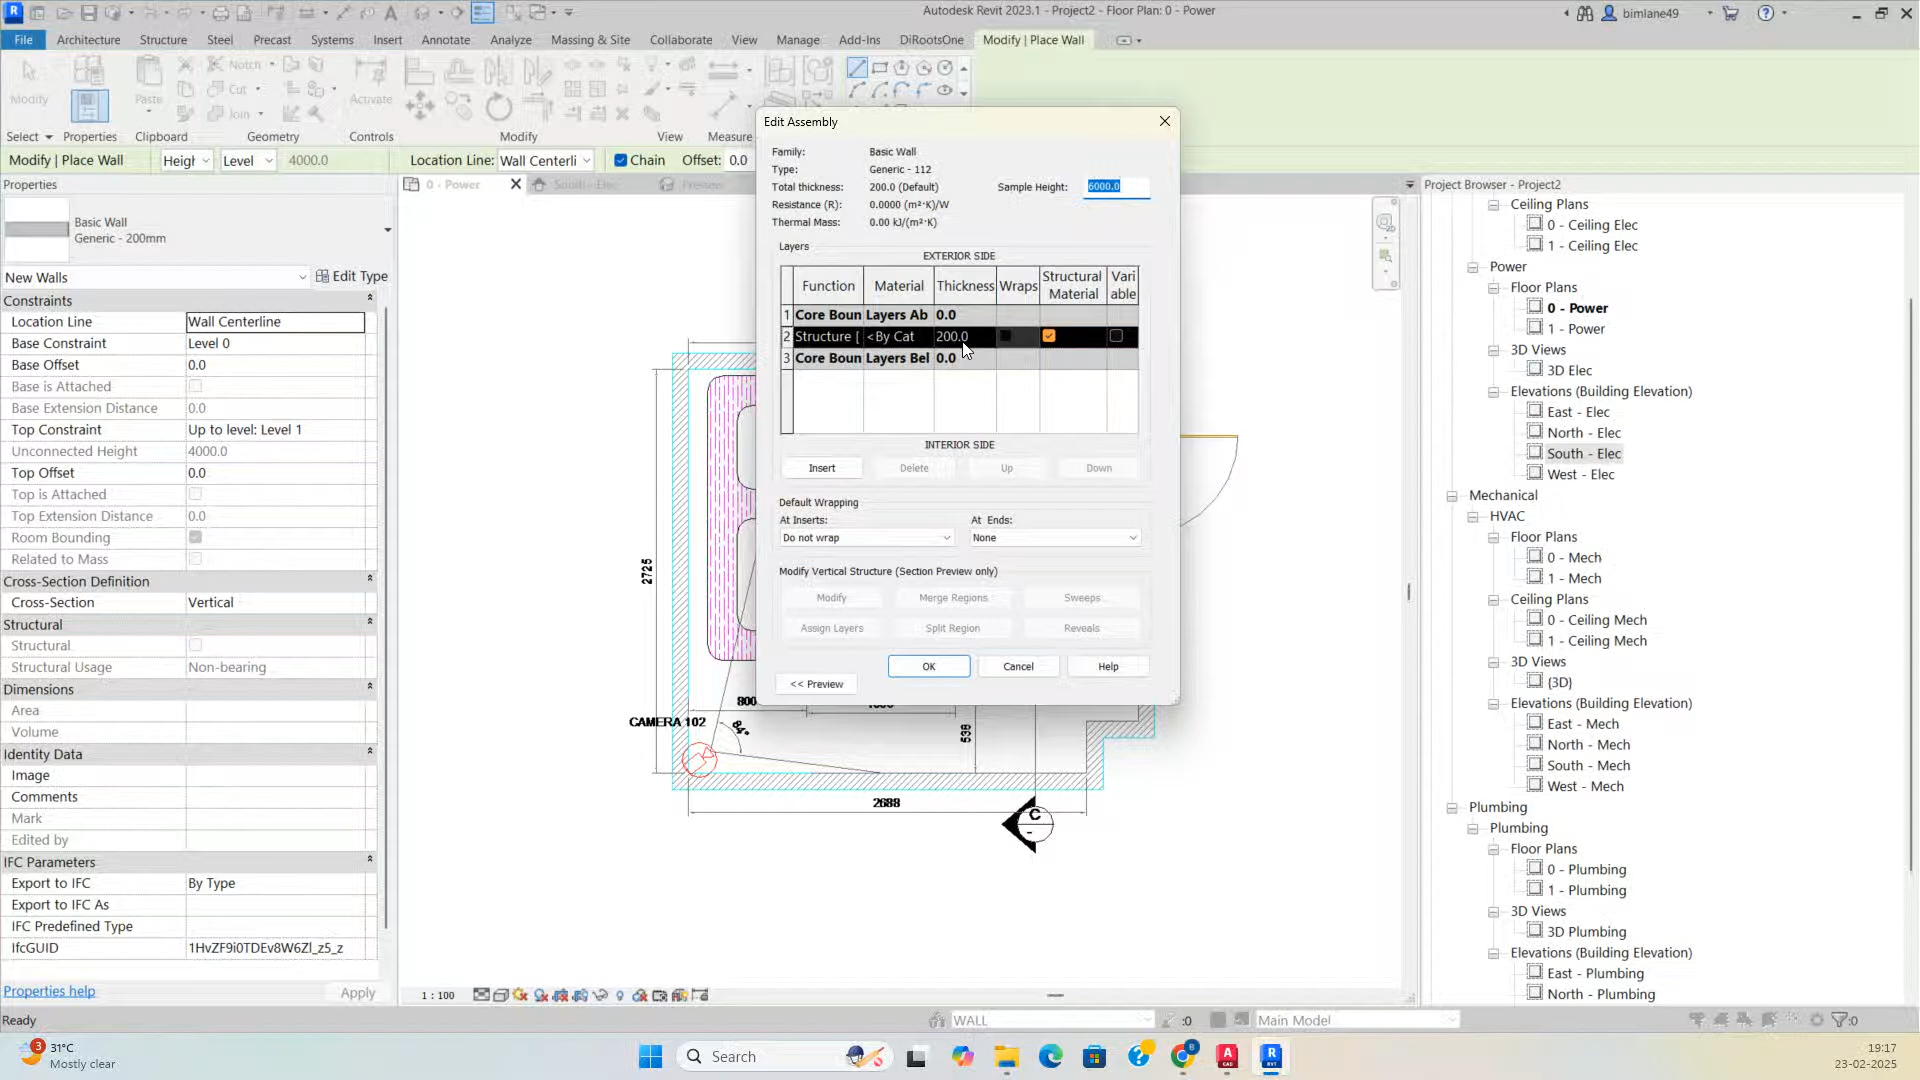 Autodesk Revit 2023.1 - Project2 - Floor Plan: 0 - Power
bimlane49
File
Architecture
Structure
Steel
Precast
Systems
Insert
Annotate
Analyze
Massing & Site
Collaborate
View
Manage
Add-Ins
DiRootsOne
Modify | Place Wall
Modify
Paste
Notch
Cut
Join
Activate
Select
Properties
Clipboard
Geometry
Controls
Modify
View
Measure
Modify | Place Wall
Heigh
Level
4000.0
Location Line:
Wall Centerli
Chain
Offset:
0.0
Properties
Basic Wall
Generic - 200mm
New Walls
Edit Type
Constraints
Location Line
Wall Centerline
Base Constraint
Level 0
Base Offset
0.0
Base is Attached
Base Extension Distance
0.0
Top Constraint
Up to level: Level 1
Unconnected Height
4000.0
Top Offset
0.0
Top is Attached
Top Extension Distance
0.0
Room Bounding
Related to Mass
Cross-Section Definition
Cross-Section
Vertical
Structural
Structural
Structural Usage
Non-bearing
Dimensions
Area
Volume
Identity Data
Image
Comments
Mark
Edited by
IFC Parameters
Export to IFC
By Type
Export to IFC As
IFC Predefined Type
IfcGUID
1HvZF9i0TDEv8W6Zl_z5_z
Properties help
Apply
0 - Power
South - Elec
Preview
2725
800
CAMERA 102
84°
538
2688
C
-
1 : 100
Edit Assembly
Family:
Basic Wall
Type:
Generic - 112
Total thickness:
200.0 (Default)
Sample Height:
6000.0
Resistance (R):
0.0000 (m²·K)/W
Thermal Mass:
0.00 kJ/(m²·K)
Layers
EXTERIOR SIDE
Function
Material
Thickness
Wraps
Structural Material
Vari able
1
Core Boun
Layers Ab
0.0
2
Structure [
<By Cat
200.0
3
Core Boun
Layers Bel
0.0
INTERIOR SIDE
Insert
Delete
Up
Down
Default Wrapping
At Inserts:
At Ends:
Do not wrap
None
Modify Vertical Structure (Section Preview only)
Modify
Merge Regions
Sweeps
Assign Layers
Split Region
Reveals
OK
Cancel
Help
<< Preview
Project Browser - Project2
Ceiling Plans
0 - Ceiling Elec
1 - Ceiling Elec
Power
Floor Plans
0 - Power
1 - Power
3D Views
3D Elec
Elevations (Building Elevation)
East - Elec
North - Elec
South - Elec
West - Elec
Mechanical
HVAC
Floor Plans
0 - Mech
1 - Mech
Ceiling Plans
0 - Ceiling Mech
1 - Ceiling Mech
3D Views
{3D}
Elevations (Building Elevation)
East - Mech
North - Mech
South - Mech
West - Mech
Plumbing
Plumbing
Floor Plans
0 - Plumbing
1 - Plumbing
3D Views
3D Plumbing
Elevations (Building Elevation)
East - Plumbing
North - Plumbing
Ready
WALL
:0
Main Model
:0
3
31°C
Mostly clear
Search
19:17
23-02-2025